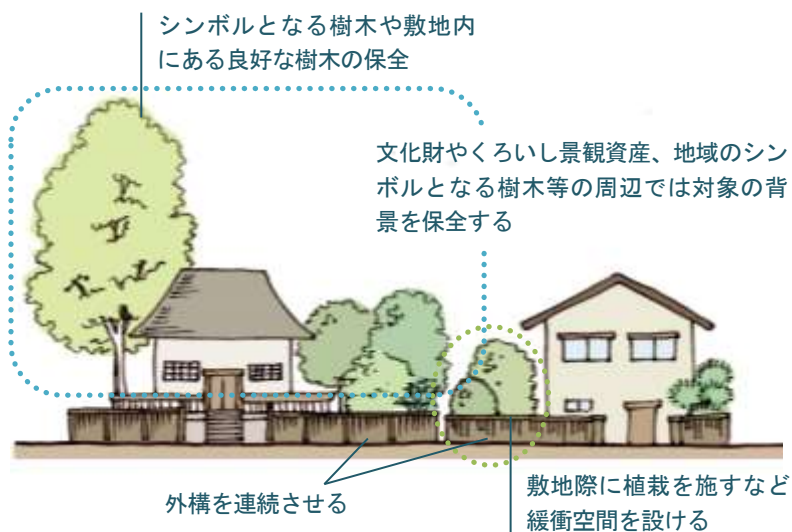 シンボルとなる樹木や敷地内
にある良好な樹木の保全
文化財やくろいし景観資産、地域のシン
ボルとなる樹木等の周辺では対象の背
景を保全する
外構を連続させる
敷地際に植栽を施すなど
緩衝空間を設ける